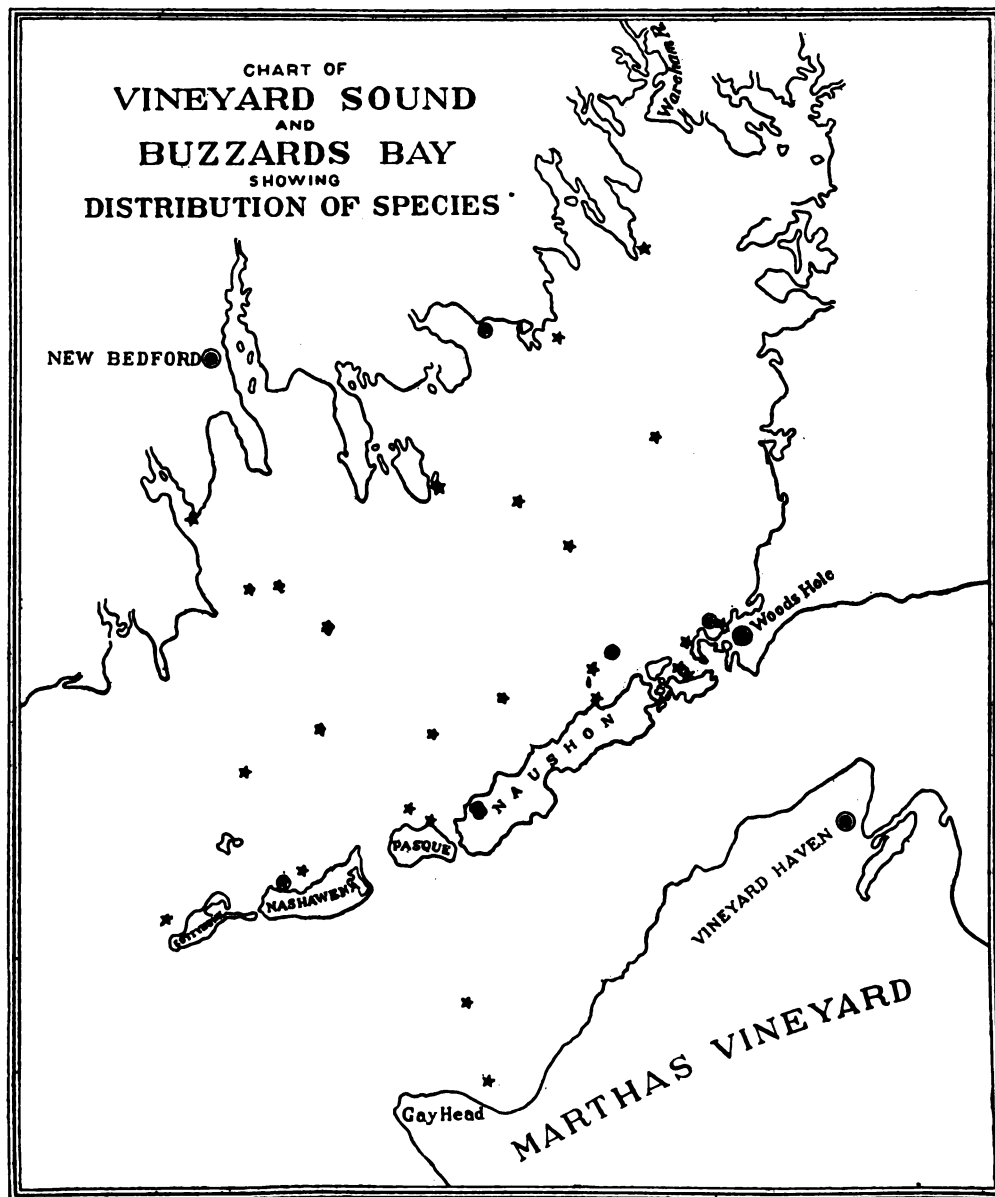 CHART OF
VINEYARD SOUND
AND
BUZZARDS BAY
SHOWING
DISTRIBUTION OF SPECIES
Wareham R.
NEW BEDFORD
Woods Hole
NAUSHON
PASQUE
NASHAWENA
VINEYARD HAVEN
MARTHAS VINEYARD
Gay Head